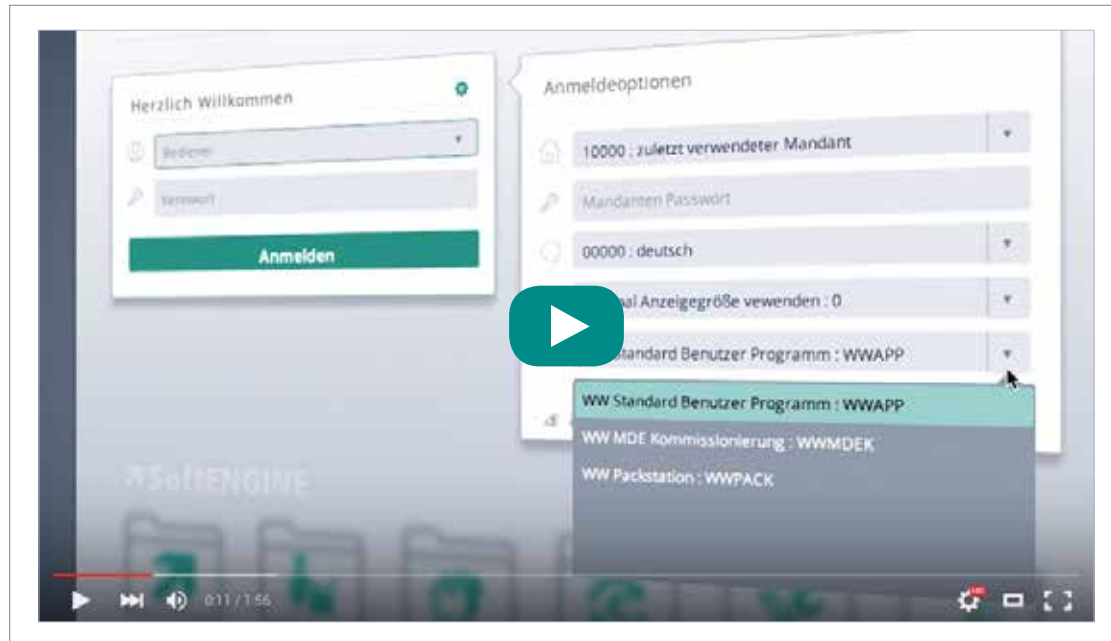 Herzlich Willkommen
Bediener
Kennwort
Anmelden
Anmeldeoptionen
10000 : zuletzt verwendeter Mandant
Mandanten Passwort
00000 : deutsch
Anzeigegröße vewenden : 0
Standard Benutzer Programm : WWAPP
WW Standard Benutzer Programm : WWAPP
WW MDE Kommissionierung : WWMDEK
WW Packstation : WWPACK
SoftENGINE
0:11 / 1:56
HD